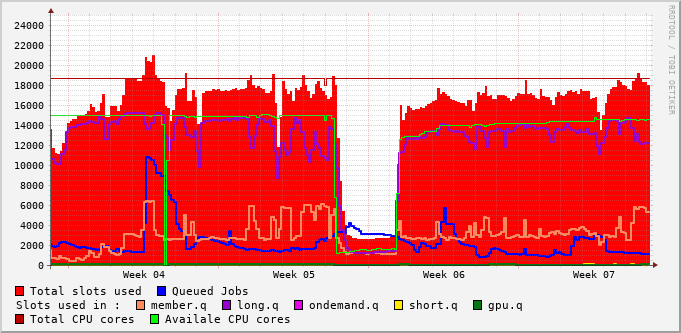 24000
22000
20000
18000
16000
14000
12000
10000
8000
6000
4000
2000
0
Week 04 Week 05 Week 06 Week 07
RRDTOOL / TOBI OETIKER
Total slots used Queued Jobs
Slots used in : member.q long.q ondemand.q short.q gpu.q
Total CPU cores Availale CPU cores